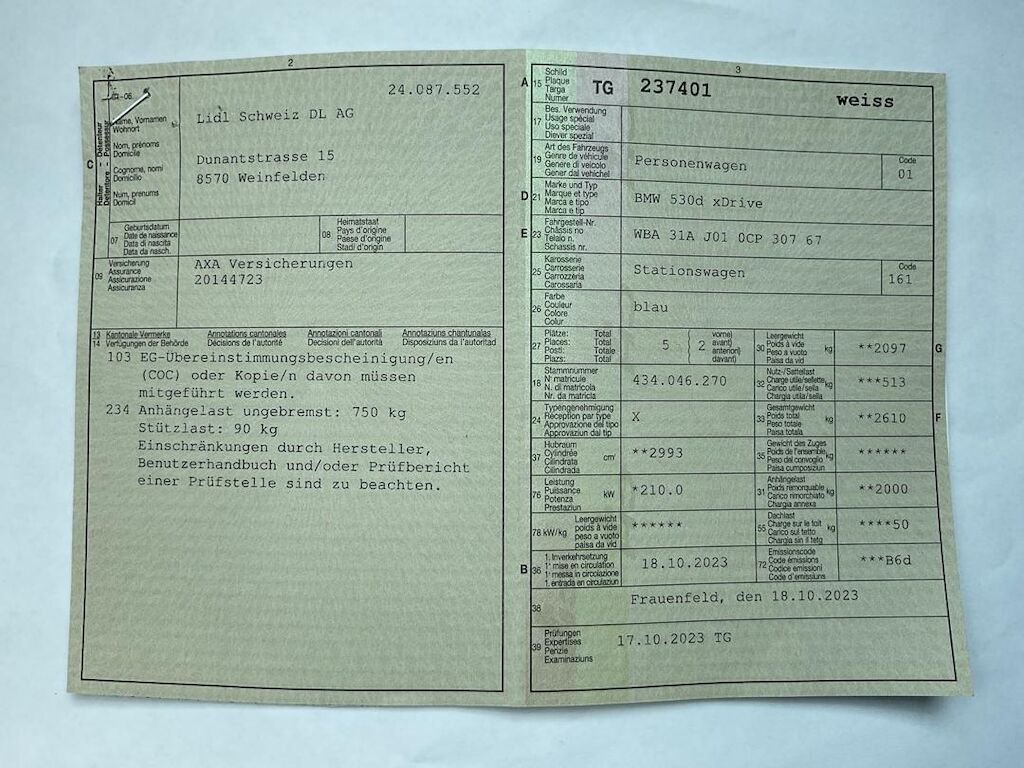 2
24.087.552
01-06
Name, Vornamen
Wohnort
Nom, prénoms
Domicile
Cognome, nomi
Domicilio
Num, prenums
Domicil
C
Halter - Détenteur
Detentore - Possessur
Lidl Schweiz DL AG
Dunantstrasse 15
8570 Weinfelden
07
Geburtsdatum
Date de naissance
Data di nascita
Data da nasch.
08
Heimatstaat
Pays d'origine
Paese d'origine
Stadi d'origin
09
Versicherung
Assurance
Assicurazione
Assicuranza
AXA Versicherungen
20144723
13 Kantonale Vermerke Annotations cantonales Annotazioni cantonali Annotaziuns chantunalas
14 Verfügungen der Behörde Décisions de l'autorité Decisioni dell'autorità Disposiziuns da l'autoritad
103 EG-Übereinstimmungsbescheinigung/en
(COC) oder Kopie/n davon müssen
mitgeführt werden.
234 Anhängelast ungebremst: 750 kg
Stützlast: 90 kg
Einschränkungen durch Hersteller,
Benutzerhandbuch und/oder Prüfbericht
einer Prüfstelle sind zu beachten.
3
A 15
Schild
Plaque
Targa
Numer
TG 237401 weiss
17
Bes. Verwendung
Usage spécial
Uso speciale
Diever spezial
19
Art des Fahrzeugs
Genre de véhicule
Genere di veicolo
Gener dal vehichel
Personenwagen
Code
01
D 21
Marke und Typ
Marque et type
Marca e tipo
Marca e tip
BMW 530d xDrive
E 23
Fahrgestell-Nr.
Châssis no
Telaio n.
Schassis nr.
WBA 31A J01 0CP 307 67
25
Karosserie
Carrosserie
Carrozzeria
Carossaria
Stationswagen
Code
161
26
Farbe
Couleur
Colore
Colur
blau
27
Plätze: Total
Places: Total
Posti: Totale
Plazs: Total
5 ( 2
vorne)
avant)
anteriori)
davant)
30
Leergewicht
Poids à vide
Peso a vuoto
Paisa da vid
kg
**2097
G
18
Stammnummer
N matricule
N. di matricola
Nr. da matricla
434.046.270
32
Nutz-/Sattellast
Charge utile/sellette
Carico utile/sella
Chargia utila/sella
kg
***513
24
Typengenehmigung
Réception par type
Approvazione del tipo
Approvaziun dal tip
X
33
Gesamtgewicht
Poids total
Peso totale
Paisa totala
kg
**2610
F
37
Hubraum
Cylindrée
Cilindrata
Cilindrada
cm³
**2993
35
Gewicht des Zuges
Poids de l'ensemble
Peso del convoglio
Paisa cumposiziun
kg
******
76
Leistung
Puissance
Potenza
Prestaziun
kW
*210.0
31
Anhängelast
Poids remorquable
Carico rimorchiato
Chargia annexa
kg
**2000
78 kW/kg
Leergewicht
poids à vide
peso a vuoto
paisa da vid
******
55
Dachlast
Charge sur le toit
Carico sul tetto
Chargia sin il tetg
kg
****50
B 36
1. Inverkehrsetzung
1ʳ mise en circulation
1ª messa in circolazione
1. entrada en circulaziun
18.10.2023
72
Emissionscode
Code émissions
Codice emissioni
Code d'emissiuns
***B6d
38
Frauenfeld, den 18.10.2023
39
Prüfungen
Expertises
Perizie
Examinaziuns
17.10.2023 TG